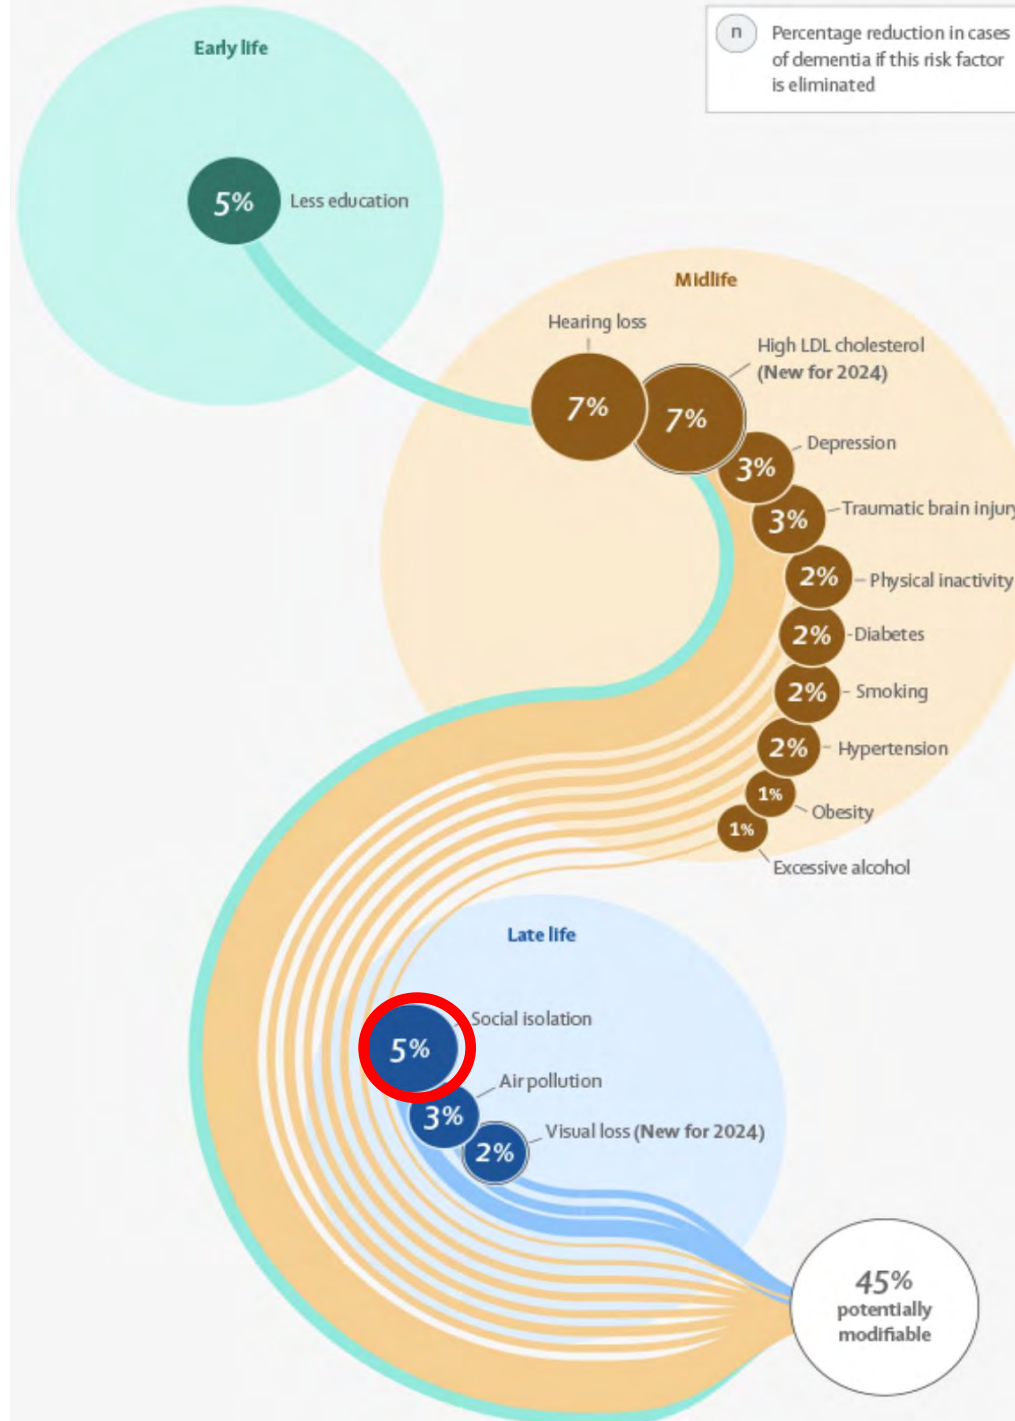 n
Percentage reduction in cases
of dementia if this risk factor
is eliminated
Early life
5%
Less education
Midlife
Hearing loss
7%
High LDL cholesterol
(New for 2024)
7%
Depression
3%
Traumatic brain injury
3%
Physical inactivity
2%
Diabetes
2%
Smoking
2%
Hypertension
2%
Obesity
1%
Excessive alcohol
1%
Late life
Social isolation
5%
Air pollution
3%
Visual loss (New for 2024)
2%
45%
potentially
modifiable